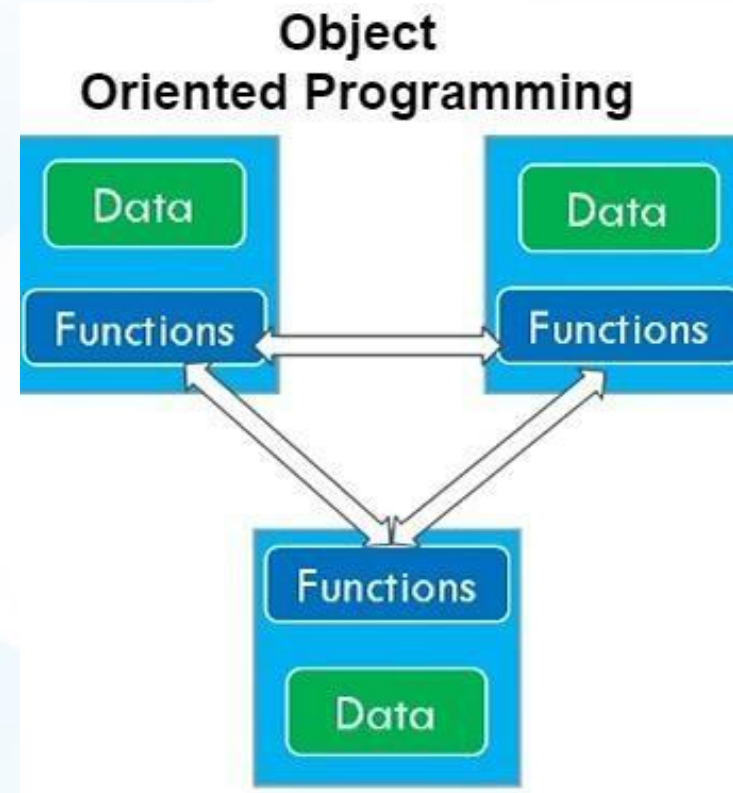 Object
Oriented Programming
Data
Data
Functions
Functions
Functions
Data